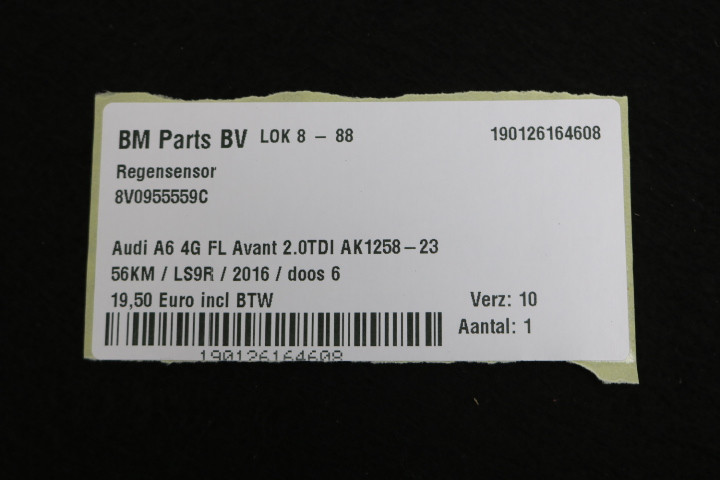 BM Parts BV LOK 8 - 88 190126164608
Regensensor
8V0955559C
Audi A6 4G FL Avant 2.0TDI AK1258-23
56KM / LS9R / 2016 / doos 6
19,50 Euro incl BTW Verz: 10
Aantal: 1
190126164608